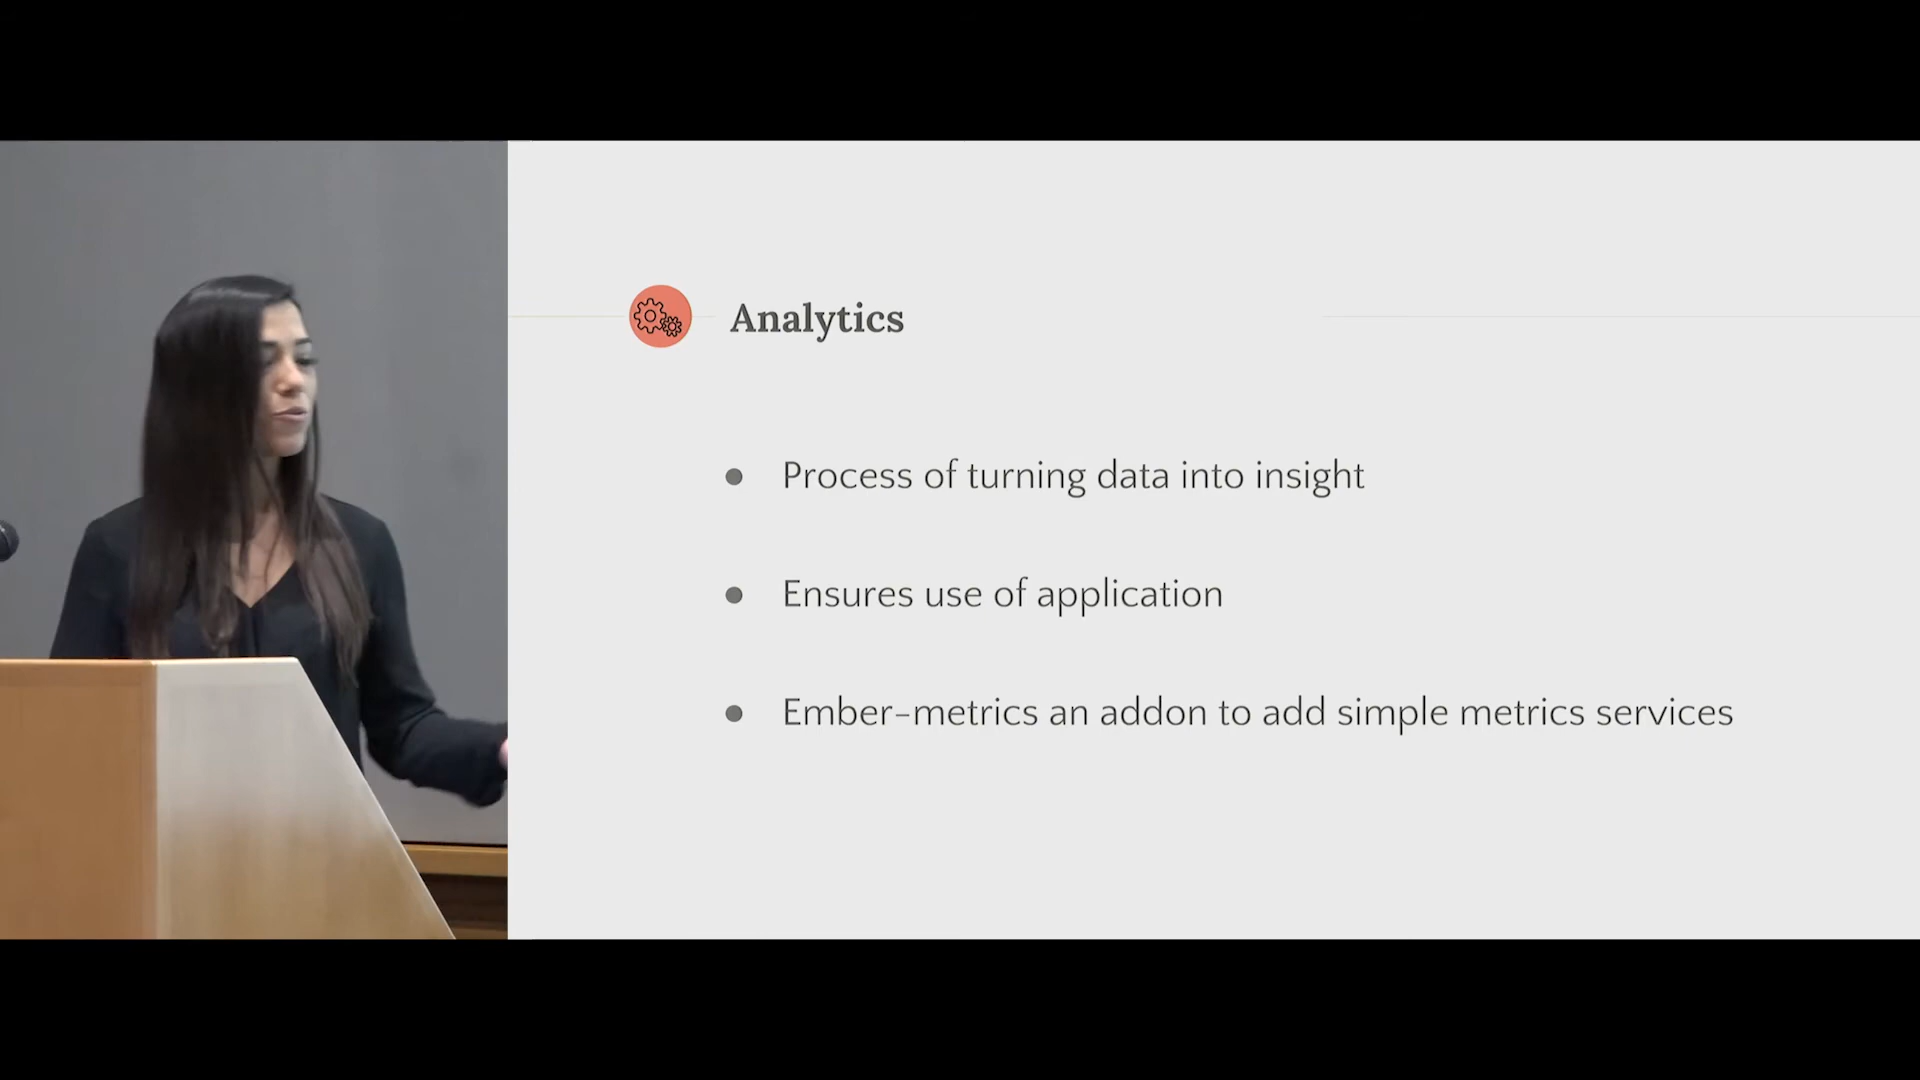 Analytics
● Process of turning data into insight
● Ensures use of application
● Ember-metrics an addon to add simple metrics services